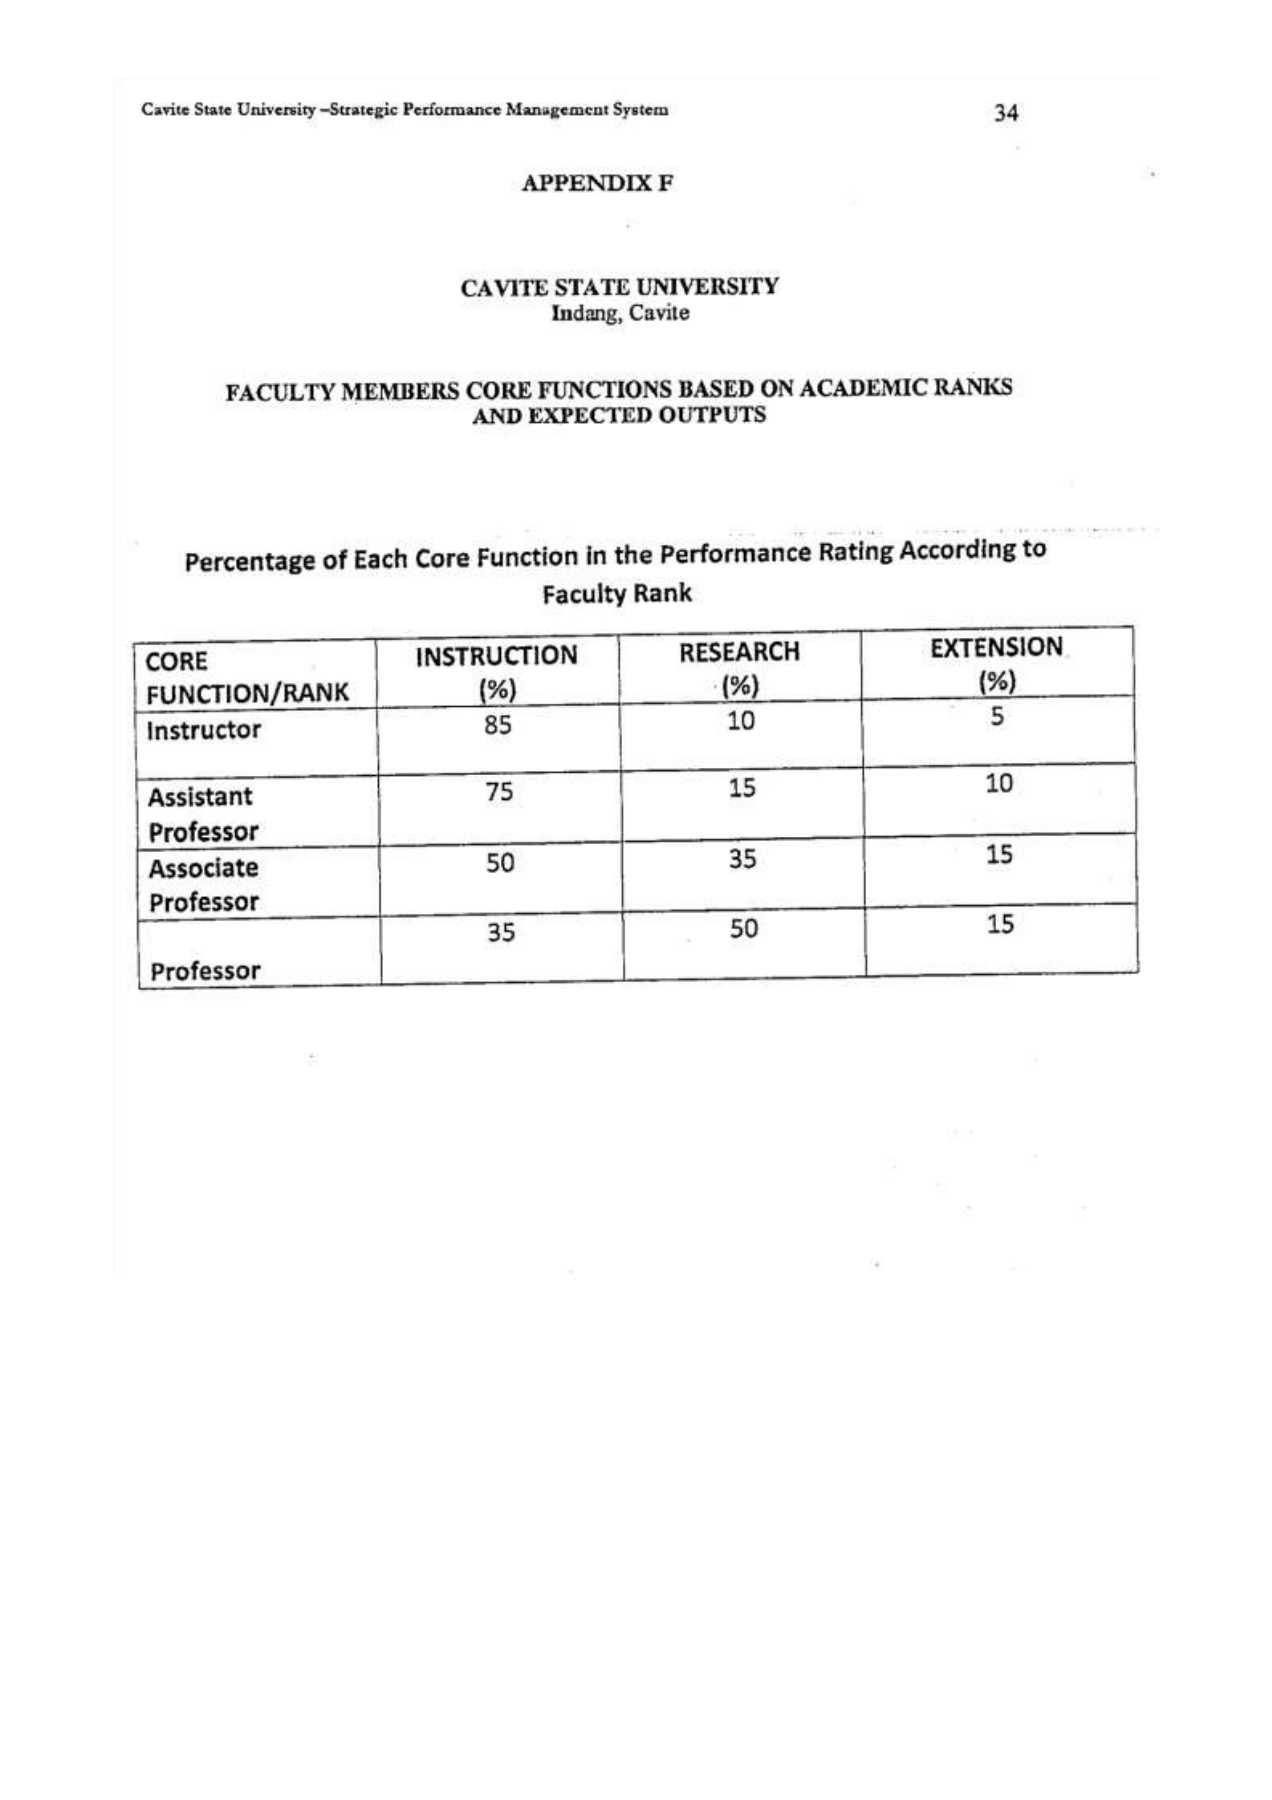 Cavite State University –Strategic Performance Management System 34
APPENDIX F
CAVITE STATE UNIVERSITY
Indang, Cavite
FACULTY MEMBERS CORE FUNCTIONS BASED ON ACADEMIC RANKS
AND EXPECTED OUTPUTS
Percentage of Each Core Function in the Performance Rating According to
Faculty Rank
CORE FUNCTION/RANK INSTRUCTION (%) RESEARCH (%) EXTENSION (%)
Instructor 85 10 5
Assistant Professor 75 15 10
Associate Professor 50 35 15
Professor 35 50 15